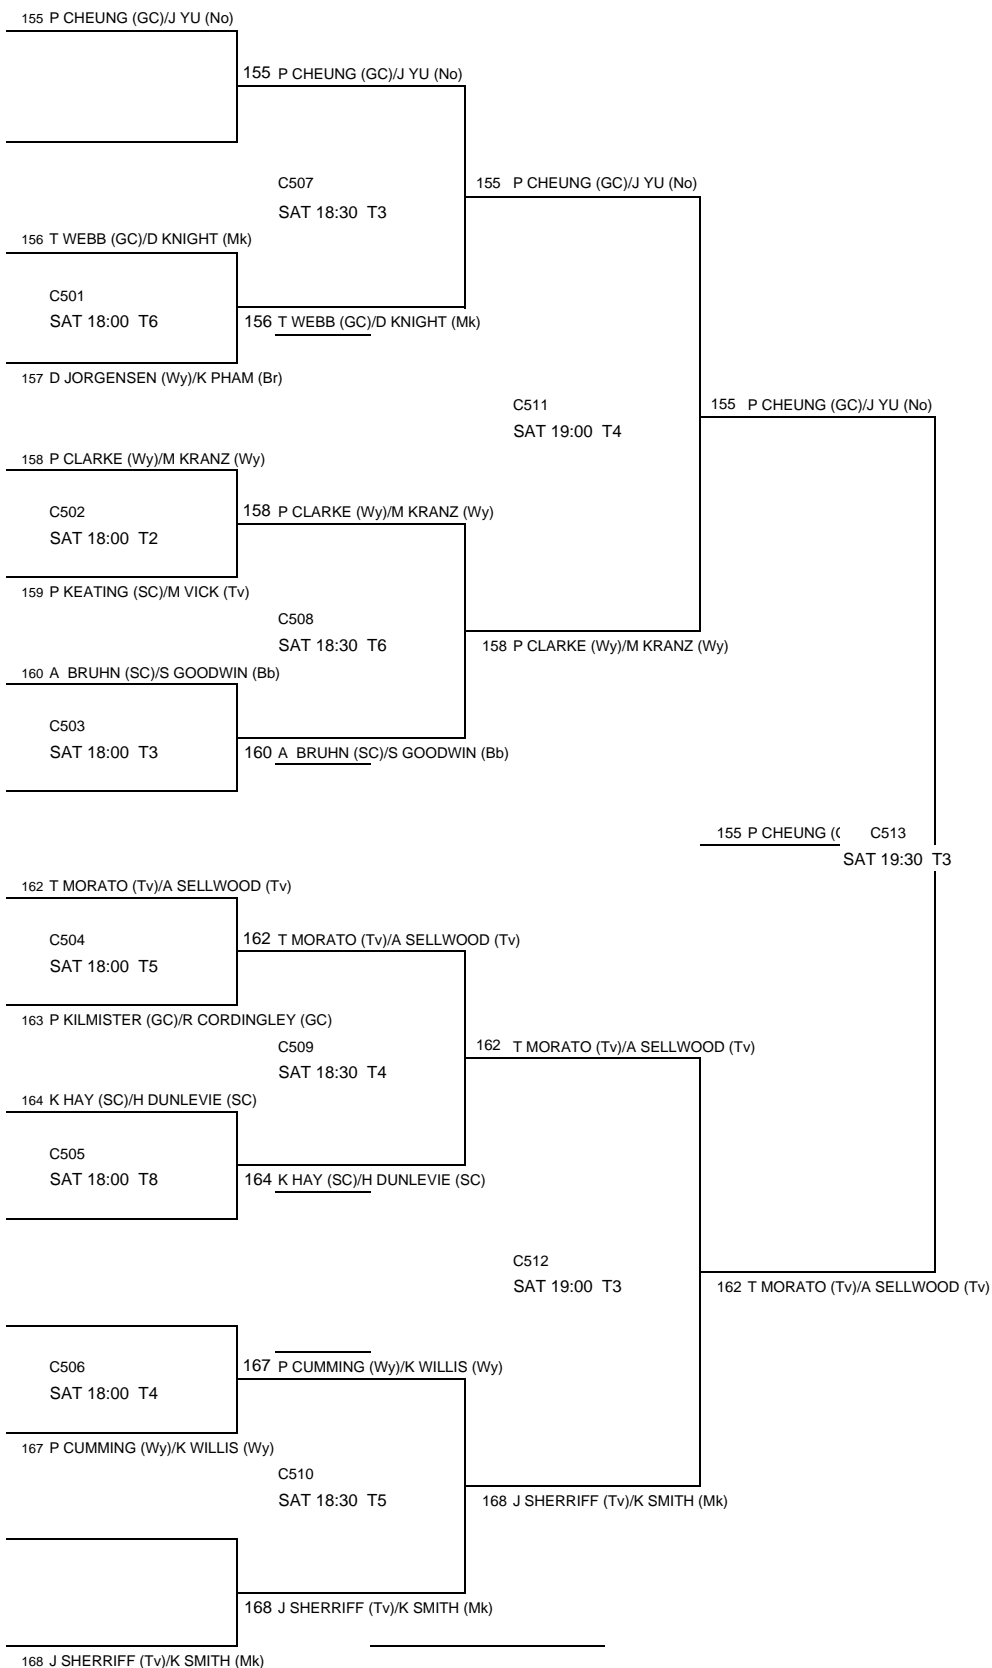 155 P CHEUNG (GC)/J YU (No)
155 P CHEUNG (GC)/J YU (No)
C507
155 P CHEUNG (GC)/J YU (No)
SAT 18:30 T3
156 T WEBB (GC)/D KNIGHT (Mk)
C501
SAT 18:00 T6
156 T WEBB (GC)/D KNIGHT (Mk)
157 D JORGENSEN (Wy)/K PHAM (Br)
C511
155 P CHEUNG (GC)/J YU (No)
SAT 19:00 T4
158 P CLARKE (Wy)/M KRANZ (Wy)
C502
158 P CLARKE (Wy)/M KRANZ (Wy)
SAT 18:00 T2
159 P KEATING (SC)/M VICK (Tv)
C508
SAT 18:30 T6
158 P CLARKE (Wy)/M KRANZ (Wy)
160 A BRUHN (SC)/S GOODWIN (Bb)
C503
SAT 18:00 T3
160 A BRUHN (SC)/S GOODWIN (Bb)
155 P CHEUNG (
C513
SAT 19:30 T3
162 T MORATO (Tv)/A SELLWOOD (Tv)
C504
162 T MORATO (Tv)/A SELLWOOD (Tv)
SAT 18:00 T5
163 P KILMISTER (GC)/R CORDINGLEY (GC)
C509
162 T MORATO (Tv)/A SELLWOOD (Tv)
SAT 18:30 T4
164 K HAY (SC)/H DUNLEVIE (SC)
C505
SAT 18:00 T8
164 K HAY (SC)/H DUNLEVIE (SC)
C512
SAT 19:00 T3
162 T MORATO (Tv)/A SELLWOOD (Tv)
C506
167 P CUMMING (Wy)/K WILLIS (Wy)
SAT 18:00 T4
167 P CUMMING (Wy)/K WILLIS (Wy)
C510
SAT 18:30 T5
168 J SHERRIFF (Tv)/K SMITH (Mk)
168 J SHERRIFF (Tv)/K SMITH (Mk)
168 J SHERRIFF (Tv)/K SMITH (Mk)